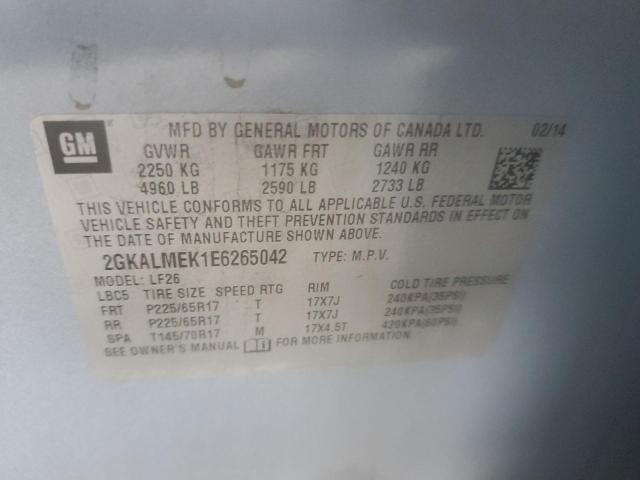 GM
MFD BY GENERAL MOTORS OF CANADA LTD. 02/14
GVWR GAWR FRT GAWR RR
2250 KG 1175 KG 1240 KG
4960 LB 2590 LB 2733 LB
THIS VEHICLE CONFORMS TO ALL APPLICABLE U.S. FEDERAL MOTOR
VEHICLE SAFETY AND THEFT PREVENTION STANDARDS IN EFFECT ON
THE DATE OF MANUFACTURE SHOWN ABOVE.
2GKALMEK1E6265042 TYPE: M.P.V.
MODEL: LF26
LBC5 TIRE SIZE SPEED RTG RIM COLD TIRE PRESSURE
FRT P225/65R17 T 17X7J 240KPA(35PSI)
RR P225/65R17 T 17X7J 240KPA(35PSI)
SPA T145/70R17 M 17X4.5T 420KPA(60PSI)
SEE OWNER'S MANUAL FOR MORE INFORMATION.